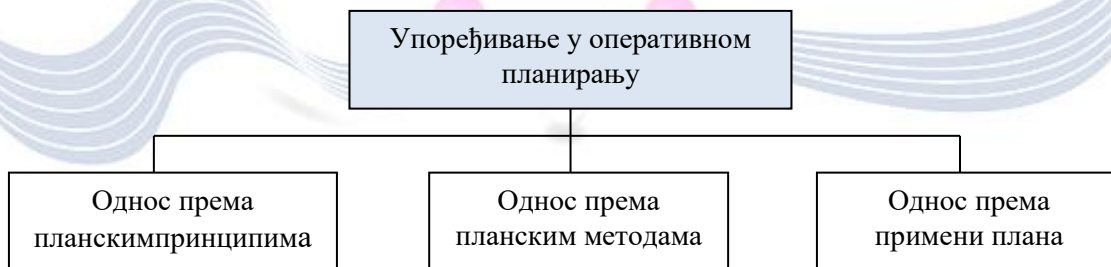 Упоређивање у оперативном
планирању
Однос према
планскимпринципима
Однос према
планским методама
Однос према
примени плана